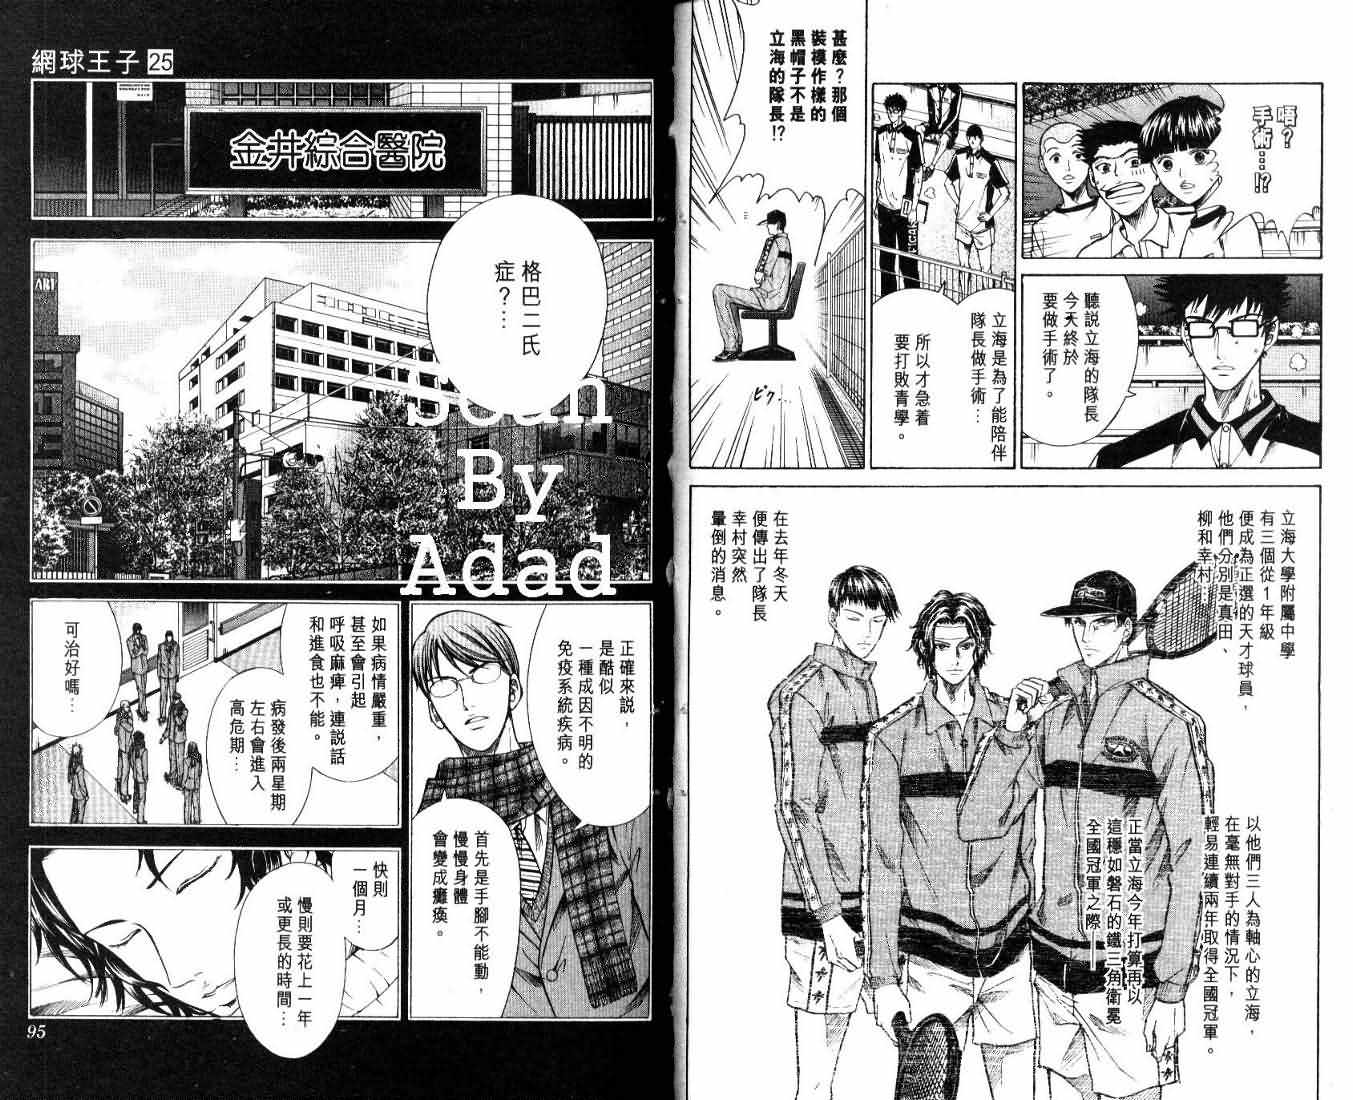 唔？
手術…!?
聽説立海的隊長
今天終於
要做手術了。
立海是為了能陪伴
隊長做手術…
所以才急着
要打敗青學。
甚麼？那個
裝模作樣的
黑帽子不是
立海的隊長!?
ピク…
立海大學附屬中學
有三個從1年級
便成為正選的天才球員，
他們分別是真田、
柳和幸村…
在去年冬天
便傳出了隊長
幸村突然
暈倒的消息。
以他們三人為軸心的立海，
在毫無對手的情況下，
輕易連續兩年取得全國冠軍。
正當立海今年打算再以
這穩如磐石的鐵三角衛冕
全國冠軍之際
網球王子 25
金井綜合醫院
格巴二氏
症？…
ART
正確來説，
是酷似
一種成因不明的
免疫系統疾病。
首先是手腳不能動，
慢慢身體
會變成癱瘓。
如果病情嚴重，
甚至會引起
呼吸麻痺，連説話
和進食也不能。
病發後兩星期
左右會進入
高危期…
可治好嗎…
快則
一個月…
慢則要花上一年
或更長的時間…
95
Scan
By
Adad